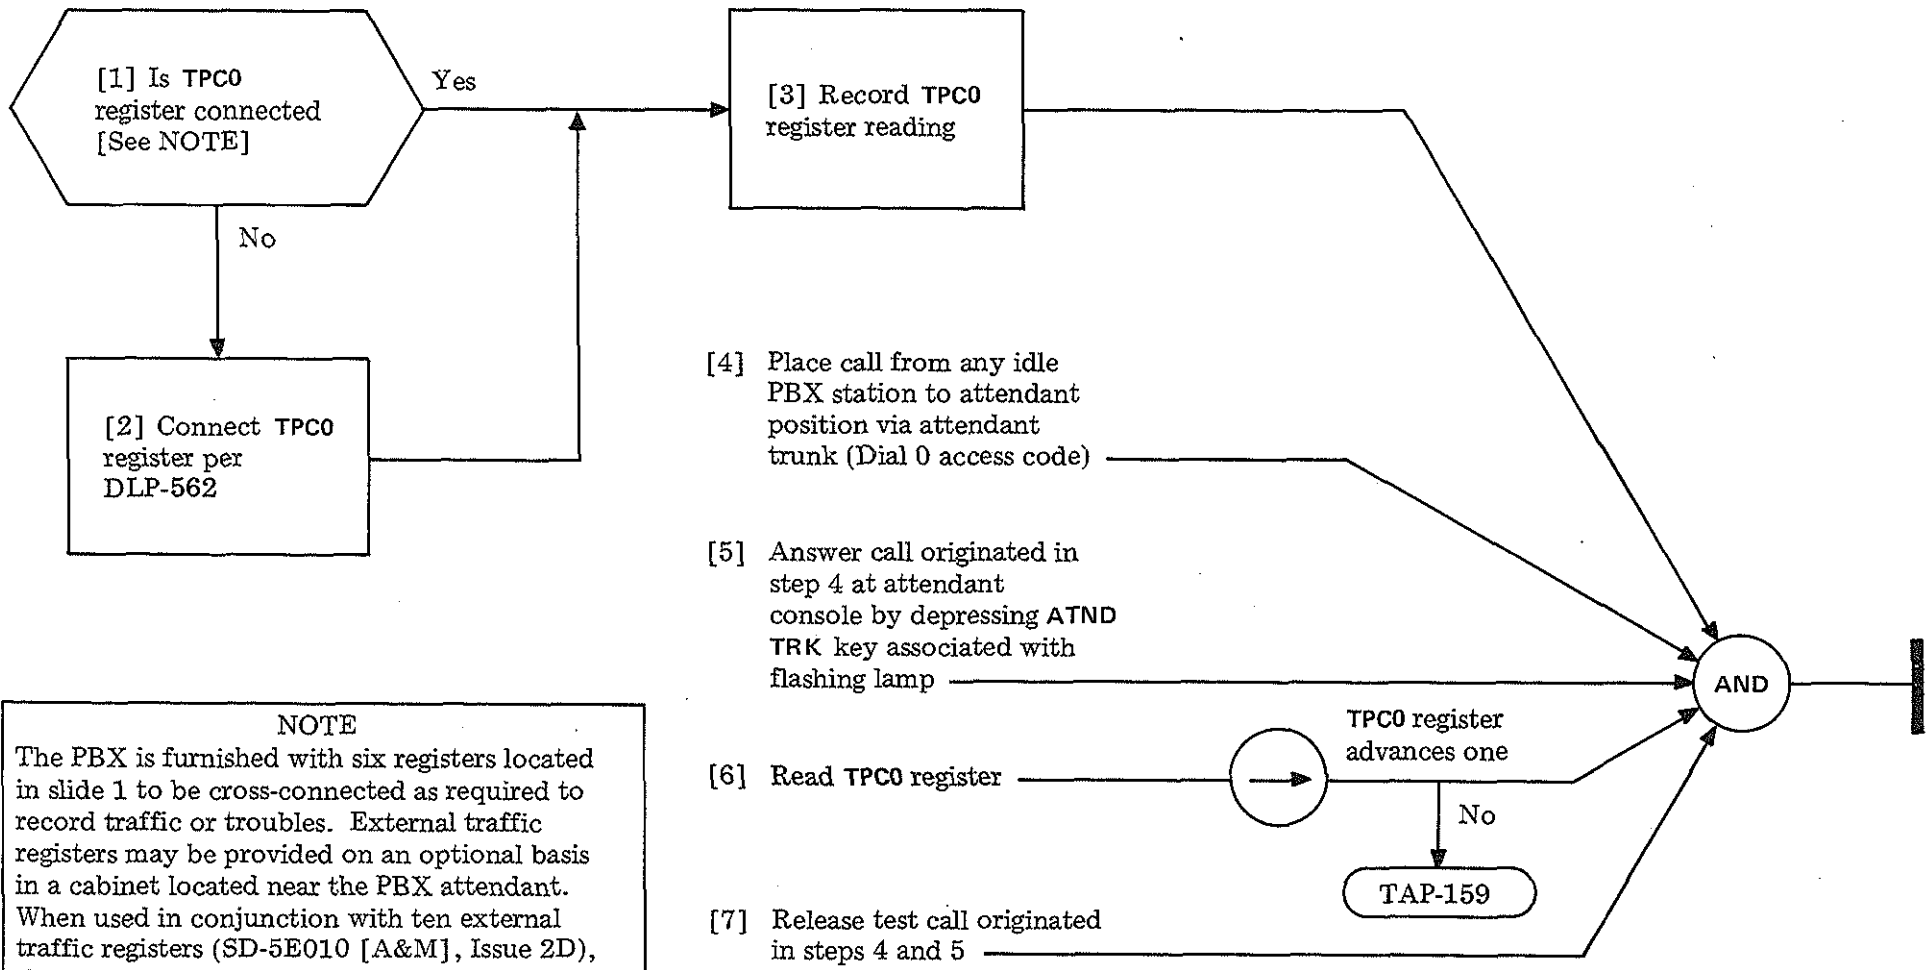 [1] Is TPC0
register connected
[See NOTE]
Yes
No
[2] Connect TPC0
register per
DLP-562
[3] Record TPC0
register reading
[4] Place call from any idle
PBX station to attendant
position via attendant
trunk (Dial 0 access code)
[5] Answer call originated in
step 4 at attendant
console by depressing ATND
TRK key associated with
flashing lamp
[6] Read TPC0 register
TPC0 register
advances one
No
TAP-159
[7] Release test call originated
in steps 4 and 5
AND
NOTE
The PBX is furnished with six registers located
in slide 1 to be cross-connected as required to
record traffic or troubles. External traffic
registers may be provided on an optional basis
in a cabinet located near the PBX attendant.
When used in conjunction with ten external
traffic registers (SD-5E010 [A&M], Issue 2D),